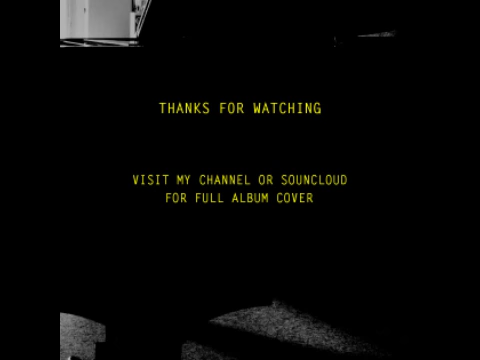 THANKS FOR WATCHING
VISIT MY CHANNEL OR SOUNCLOUD
FOR FULL ALBUM COVER